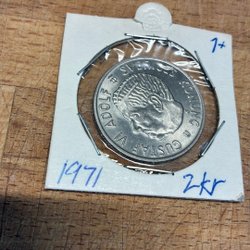 1+
GUSTAF VI ADOLF ✻ SVERIGES KONUNG ✻
1971
2kr